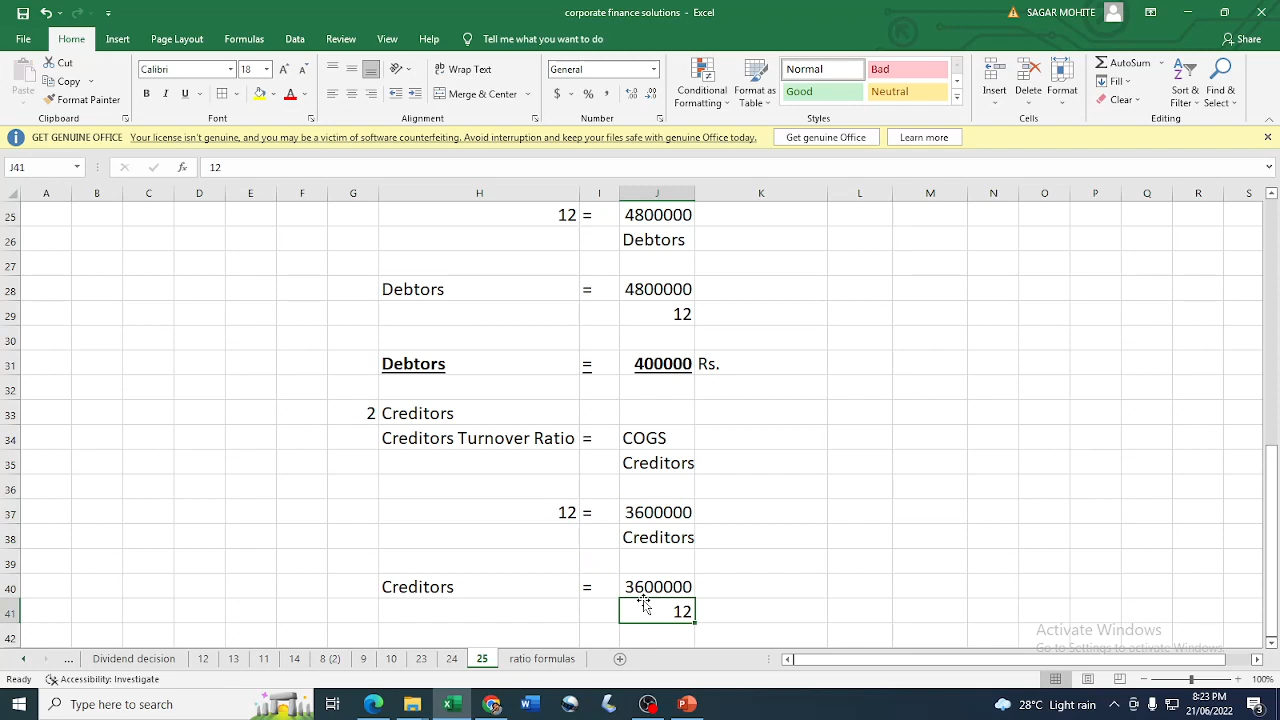 corporate finance solutions - Excel
SAGAR MOHITE
File Home Insert Page Layout Formulas Data Review View Help Tell me what you want to do Share
Paste
Cut
Copy
Format Painter
Clipboard
Calibri 18
B I U
Font
Wrap Text
Merge & Center
Alignment
General
$ % ,
Number
Conditional Formatting
Format as Table
Normal Bad
Good Neutral
Styles
Insert Delete Format
Cells
AutoSum
Fill
Clear
Sort & Filter
Find & Select
Editing
GET GENUINE OFFICE Your license isn't genuine, and you may be a victim of software counterfeiting. Avoid interruption and keep your files safe with genuine Office today. Get genuine Office Learn more
J41 fx 12
A B C D E F G H I J K L M N O P Q R S
25 12 = 4800000
26 Debtors
27
28 Debtors = 4800000
29 12
30
31 Debtors = 400000 Rs.
32
33 2 Creditors
34 Creditors Turnover Ratio = COGS
35 Creditors
36
37 12 = 3600000
38 Creditors
39
40 Creditors = 3600000
41 12
42
Activate Windows
Go to Settings to activate Windows.
... Dividend decision 12 13 11 14 8 (2) 9 10 23 24 25 ratio formulas
Ready Accessibility: Investigate 100%
Type here to search
28°C Light rain
8:23 PM
21/06/2022